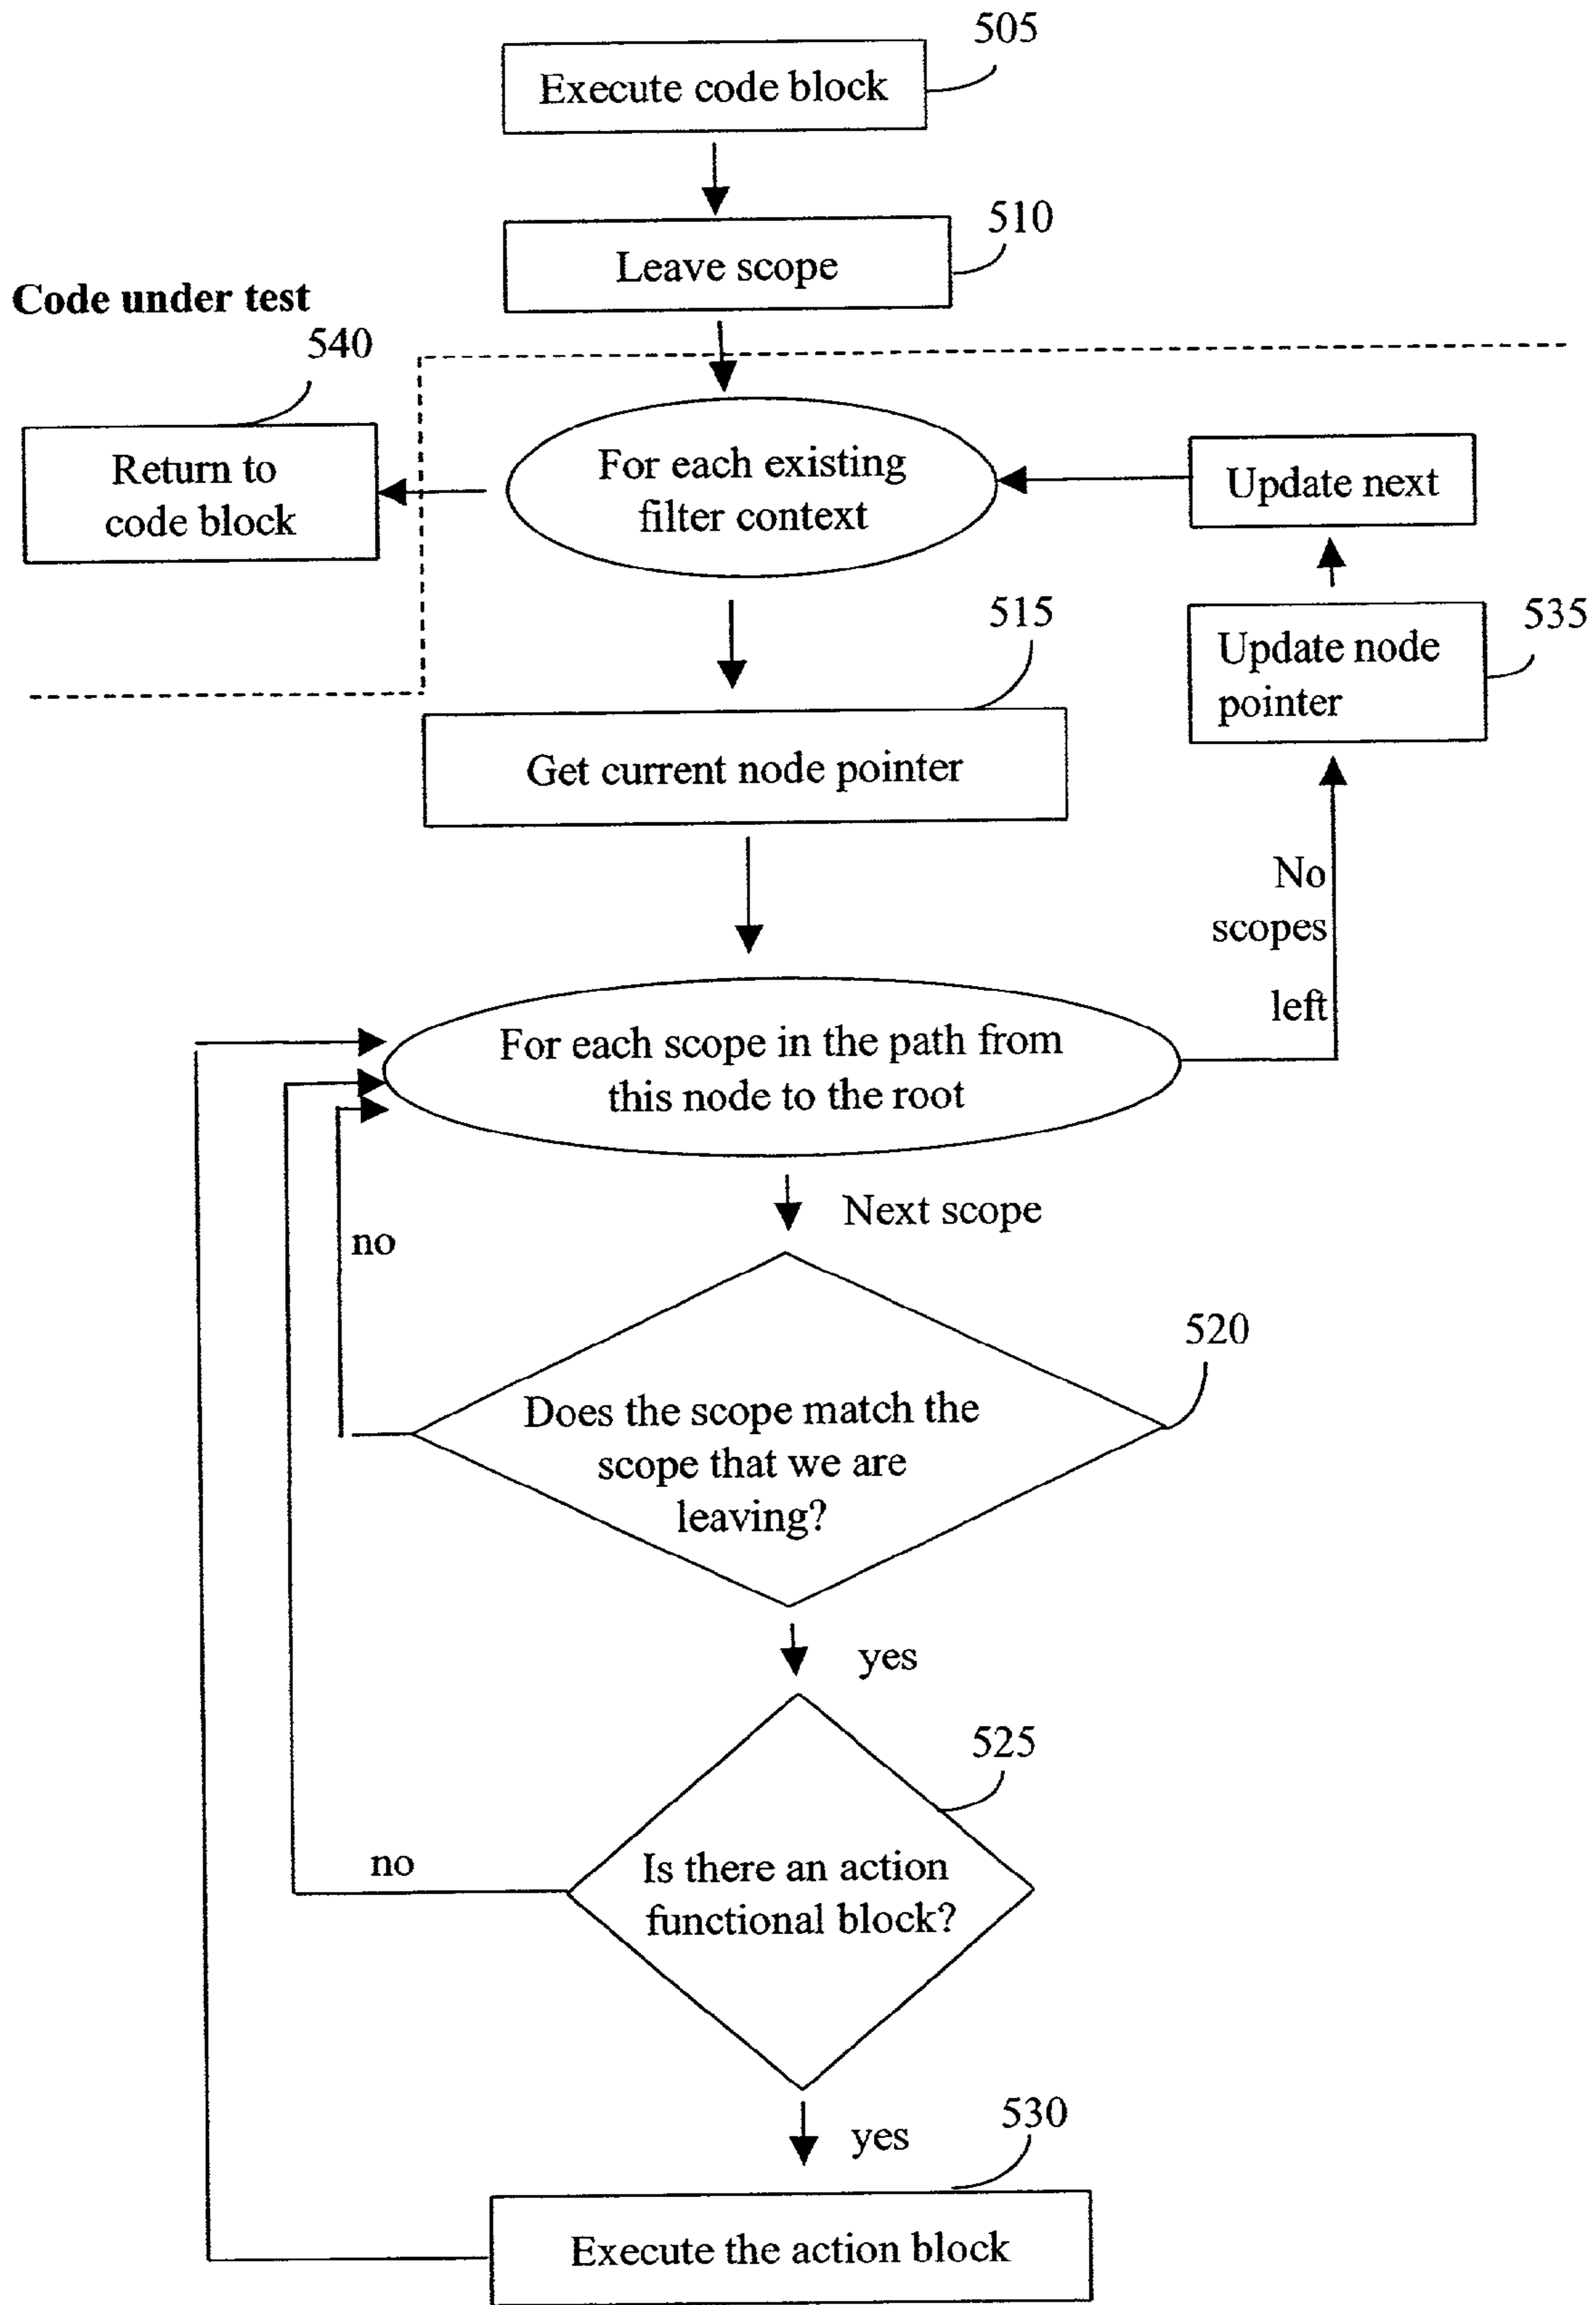 505
Execute code block
510
Leave scope
Code under test
540
Return to
code block
For each existing
filter context
Update next
515
535
Update node
pointer
Get current node pointer
No
scopes
left
For each scope in the path from
this node to the root
Next scope
no
520
Does the scope match the
scope that we are
leaving?
yes
525
no
Is there an action
functional block?
530
yes
Execute the action block